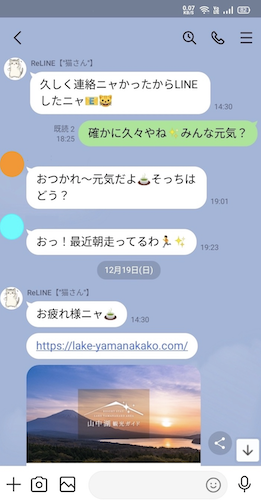 0.07
KB/S
ReLINE【"猫さん"】
久しく連絡ニャかったからLINE
したニャ
14:30
既読 2
18:25
確かに久々やね✨みんな元気？
おつかれ〜元気だよ🍵そっちは
どう？
19:01
おっ！最近朝走ってるわ🏃✨
19:23
12月19日(日)
ReLINE【"猫さん"】
お疲れ様ニャ🍵
14:30
https://lake-yamanakako.com/
山中湖観光ガイド